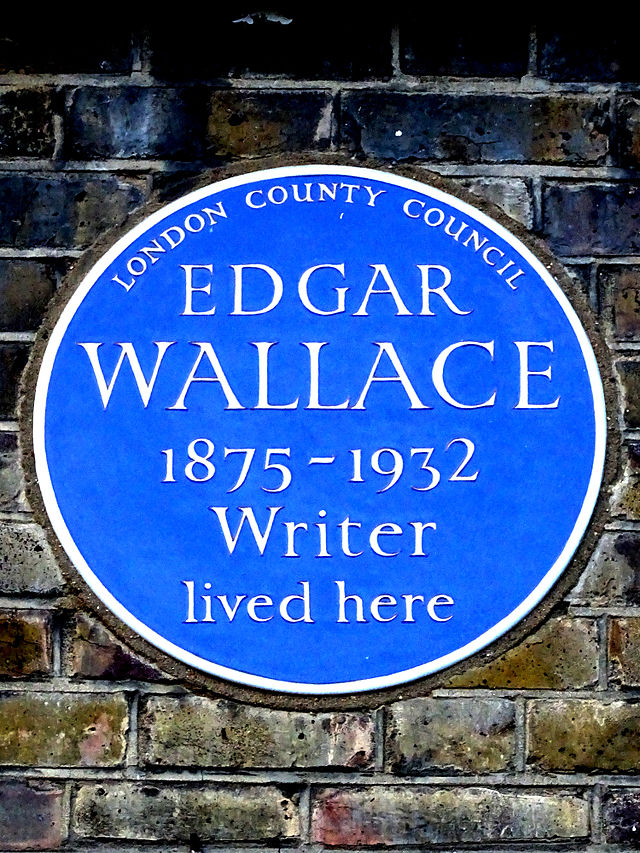 LONDON COUNTY COUNCIL
EDGAR
WALLACE
1875-1932
Writer
lived here